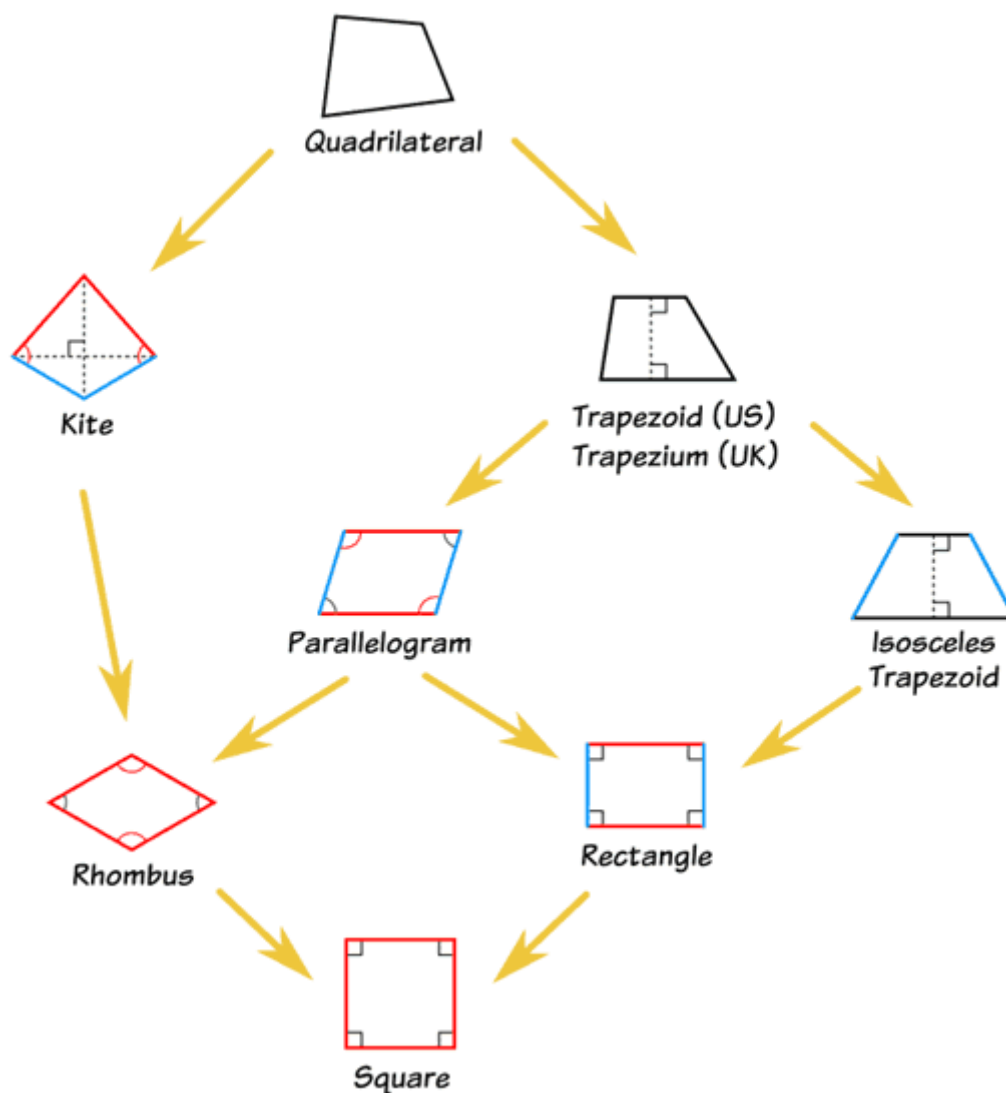 Quadrilateral
Kite
Trapezoid (US)
Trapezium (UK)
Parallelogram
Isosceles
Trapezoid
Rhombus
Rectangle
Square